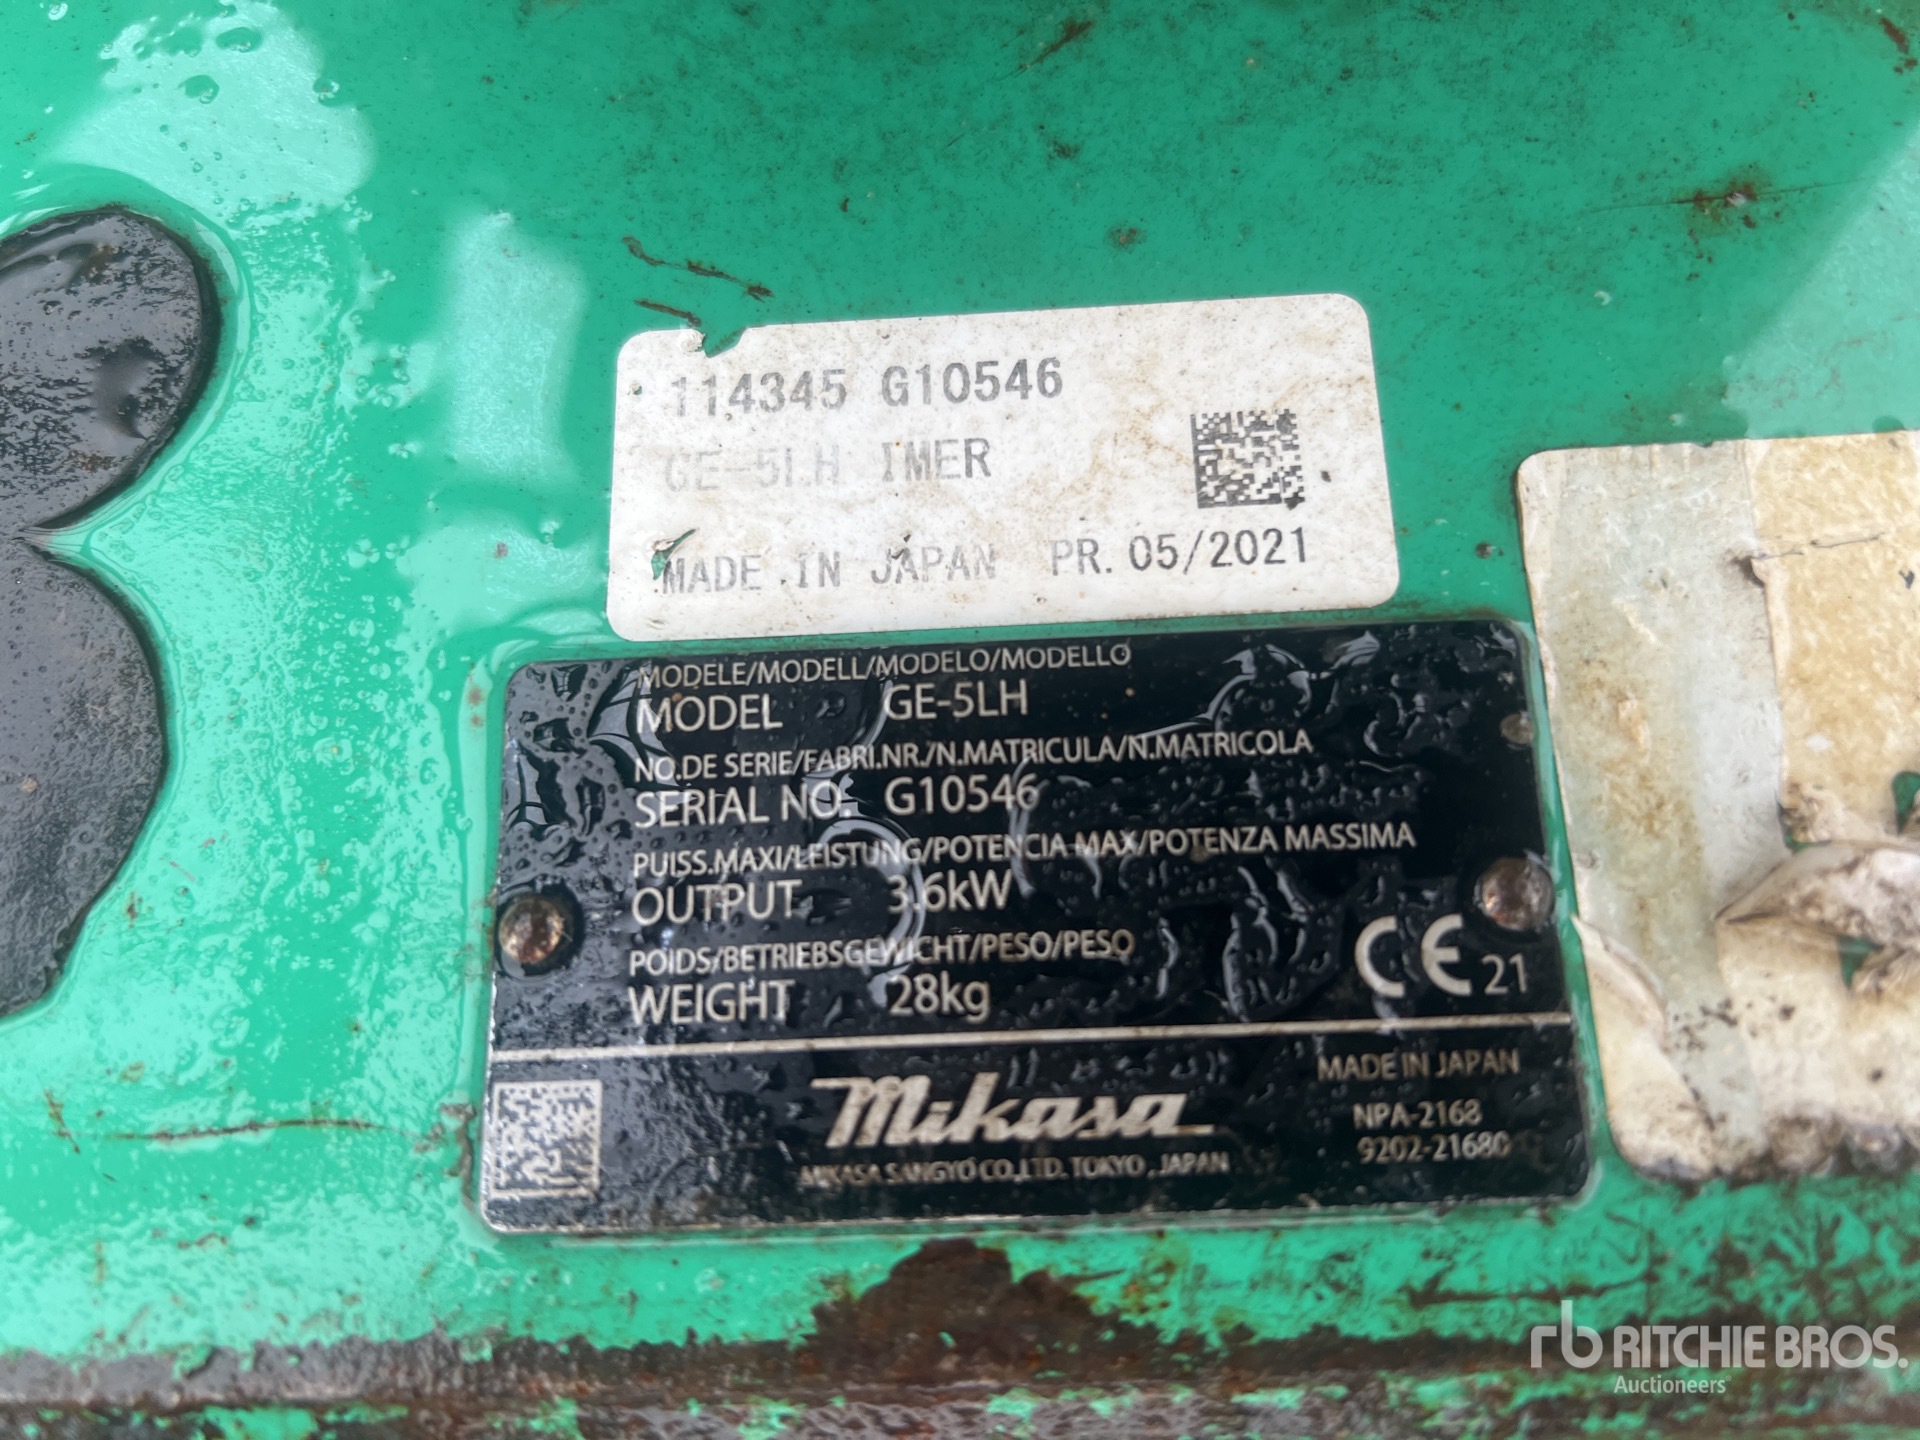 114345 G10546
GE-5LH IMER
MADE IN JAPAN PR. 05/2021
MODELE/MODELL/MODELO/MODELLO
MODEL GE-5LH
NO.DE SERIE/FABRI.NR./N.MATRICULA/N.MATRICOLA
SERIAL NO. G10546
PUISS.MAXI/LEISTUNG/POTENCIA MAX/POTENZA MASSIMA
OUTPUT 3.6kW
POIDS/BETRIEBSGEWICHT/PESO/PESO
WEIGHT 28kg
CE 21
Mikasa
MIKASA SANGYO CO.,LTD. TOKYO, JAPAN
MADE IN JAPAN
NPA-2168
9202-21680
rb RITCHIE BROS.
Auctioneers